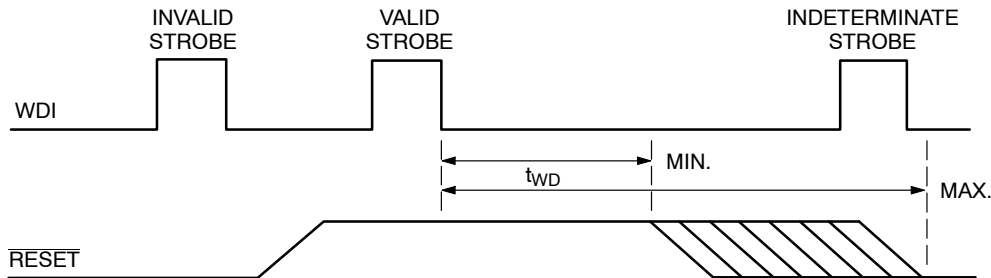 INVALID
STROBE
VALID
STROBE
INDETERMINATE
STROBE
WDI
MIN.
tWD
MAX.
RESET